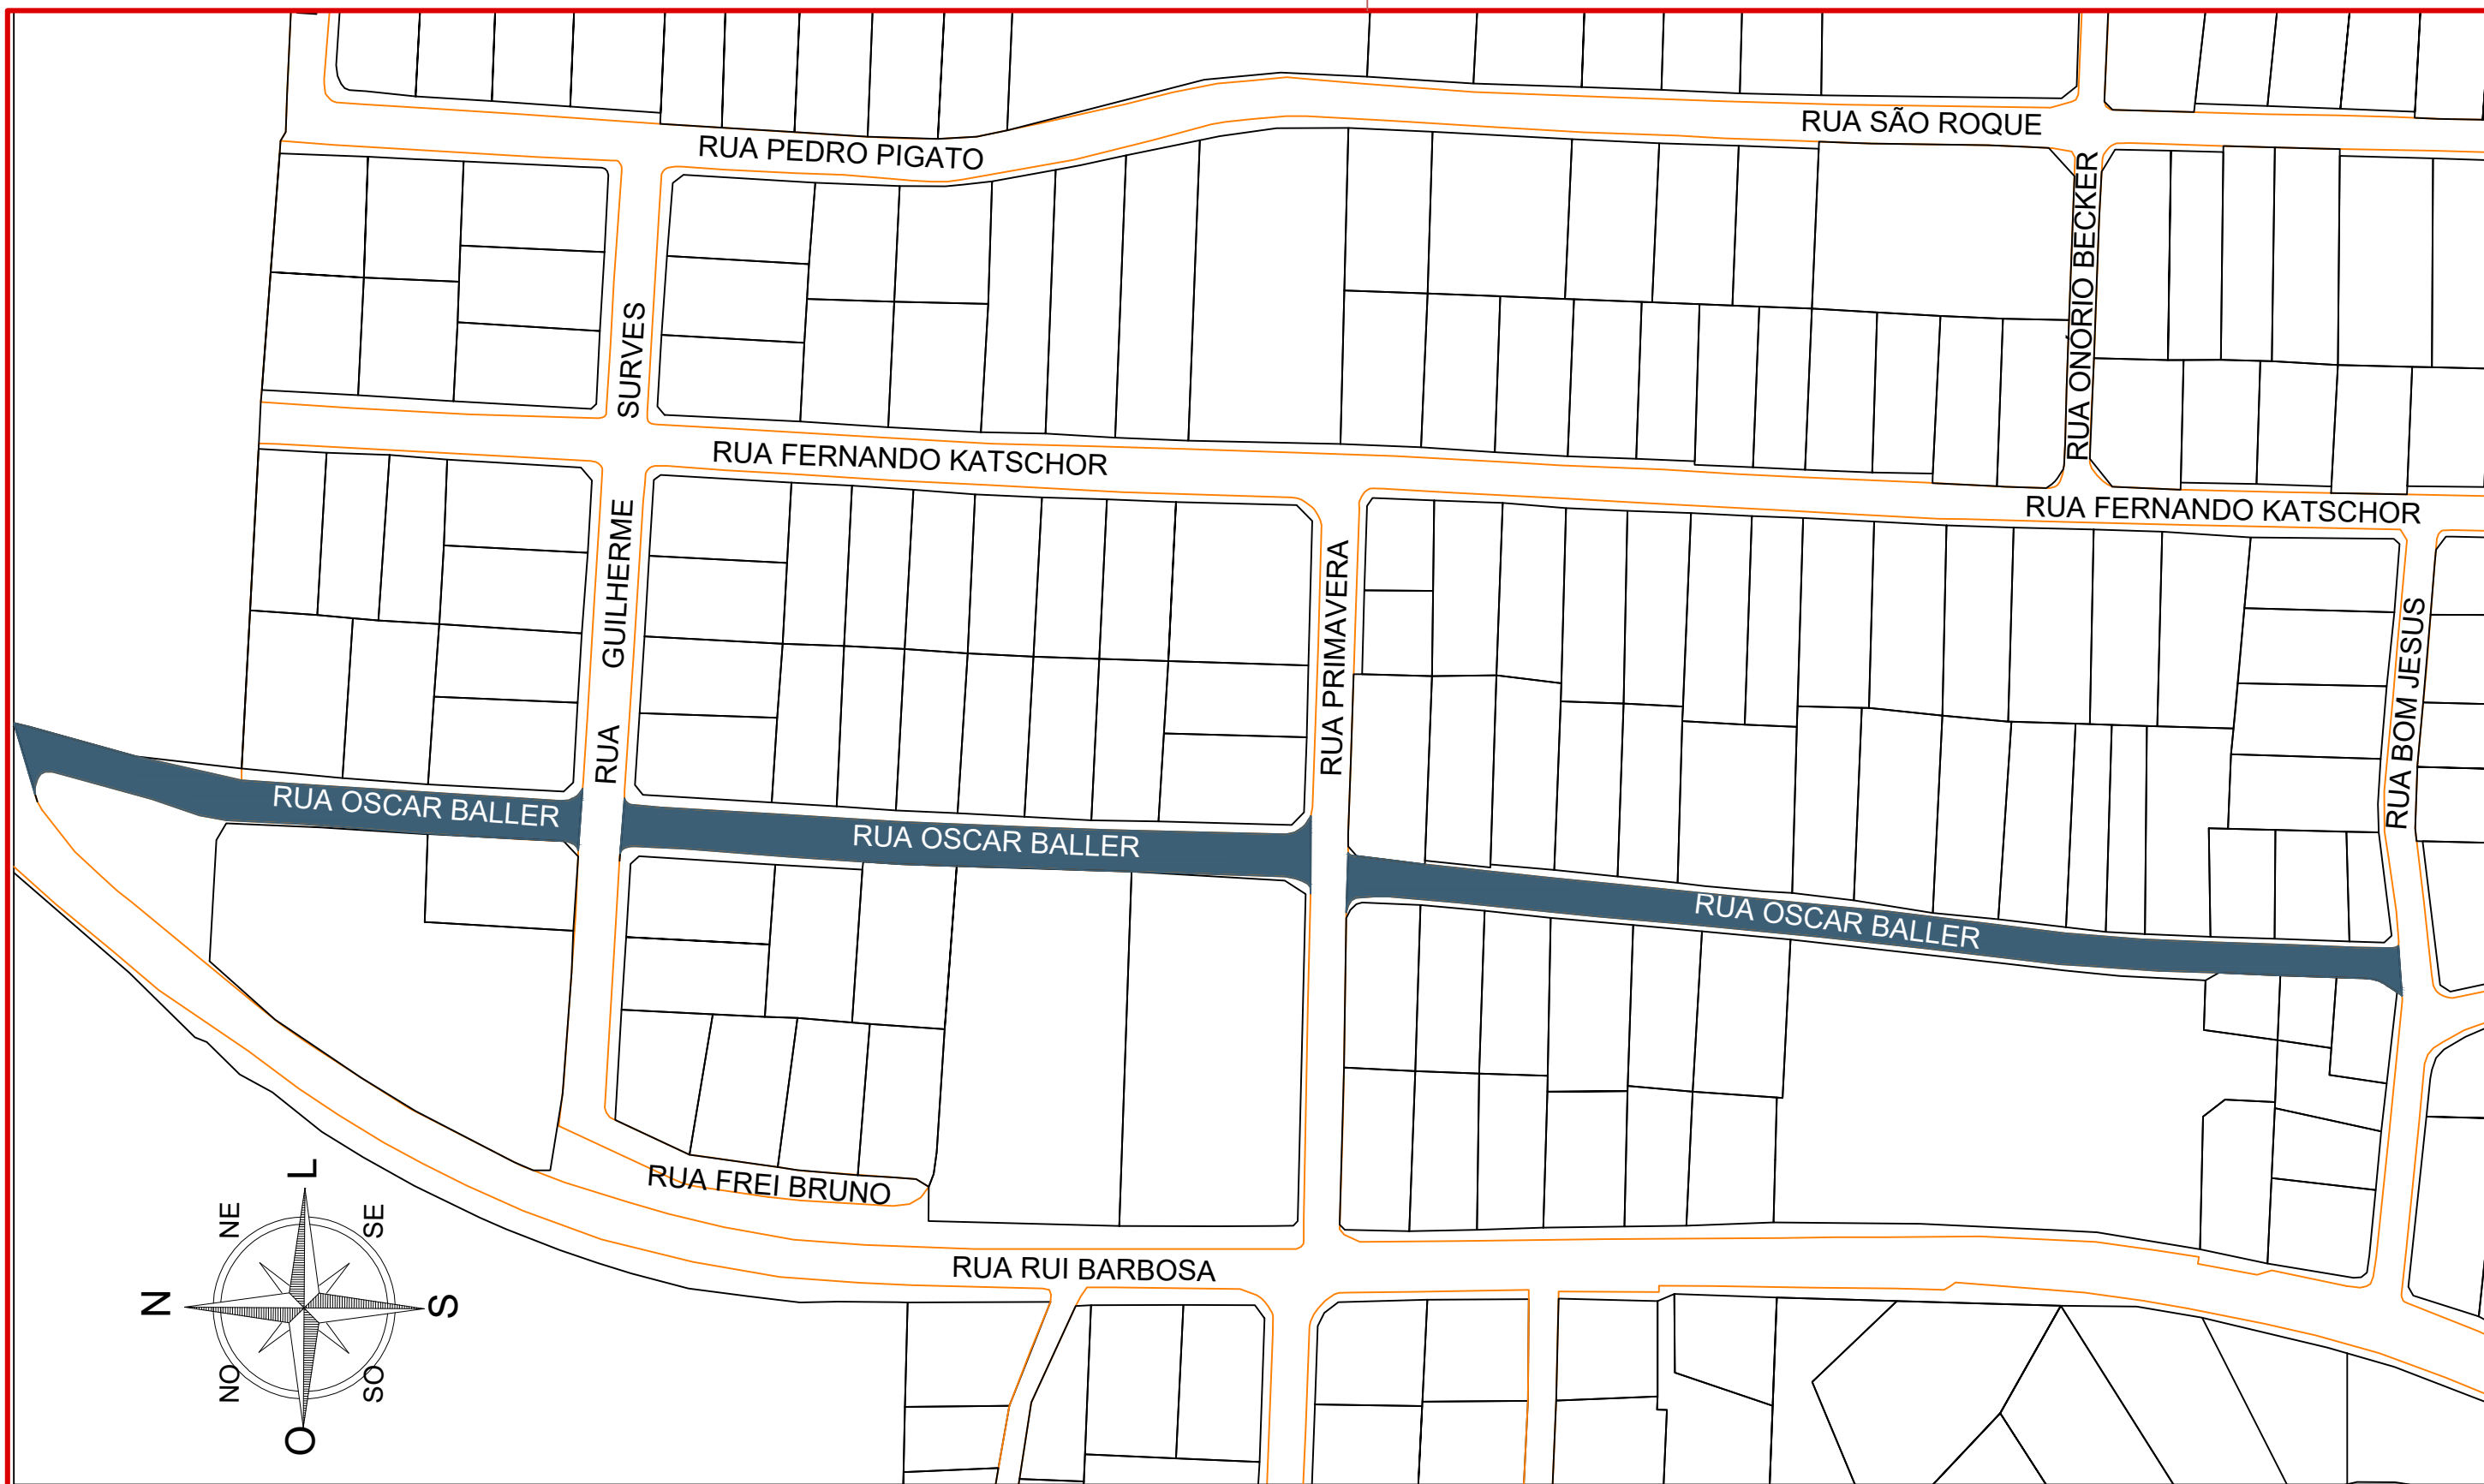 RUA SÃO ROQUE
RUA PEDRO PIGATO
RUA ONÓRIO BECKER
SURVES
RUA FERNANDO KATSCHOR
RUA FERNANDO KATSCHOR
GUILHERME
RUA PRIMAVERA
RUA BOM JESUS
RUA
RUA OSCAR BALLER
RUA OSCAR BALLER
RUA OSCAR BALLER
RUA FREI BRUNO
RUA RUI BARBOSA
L
NE
SE
N
S
NO
SO
O